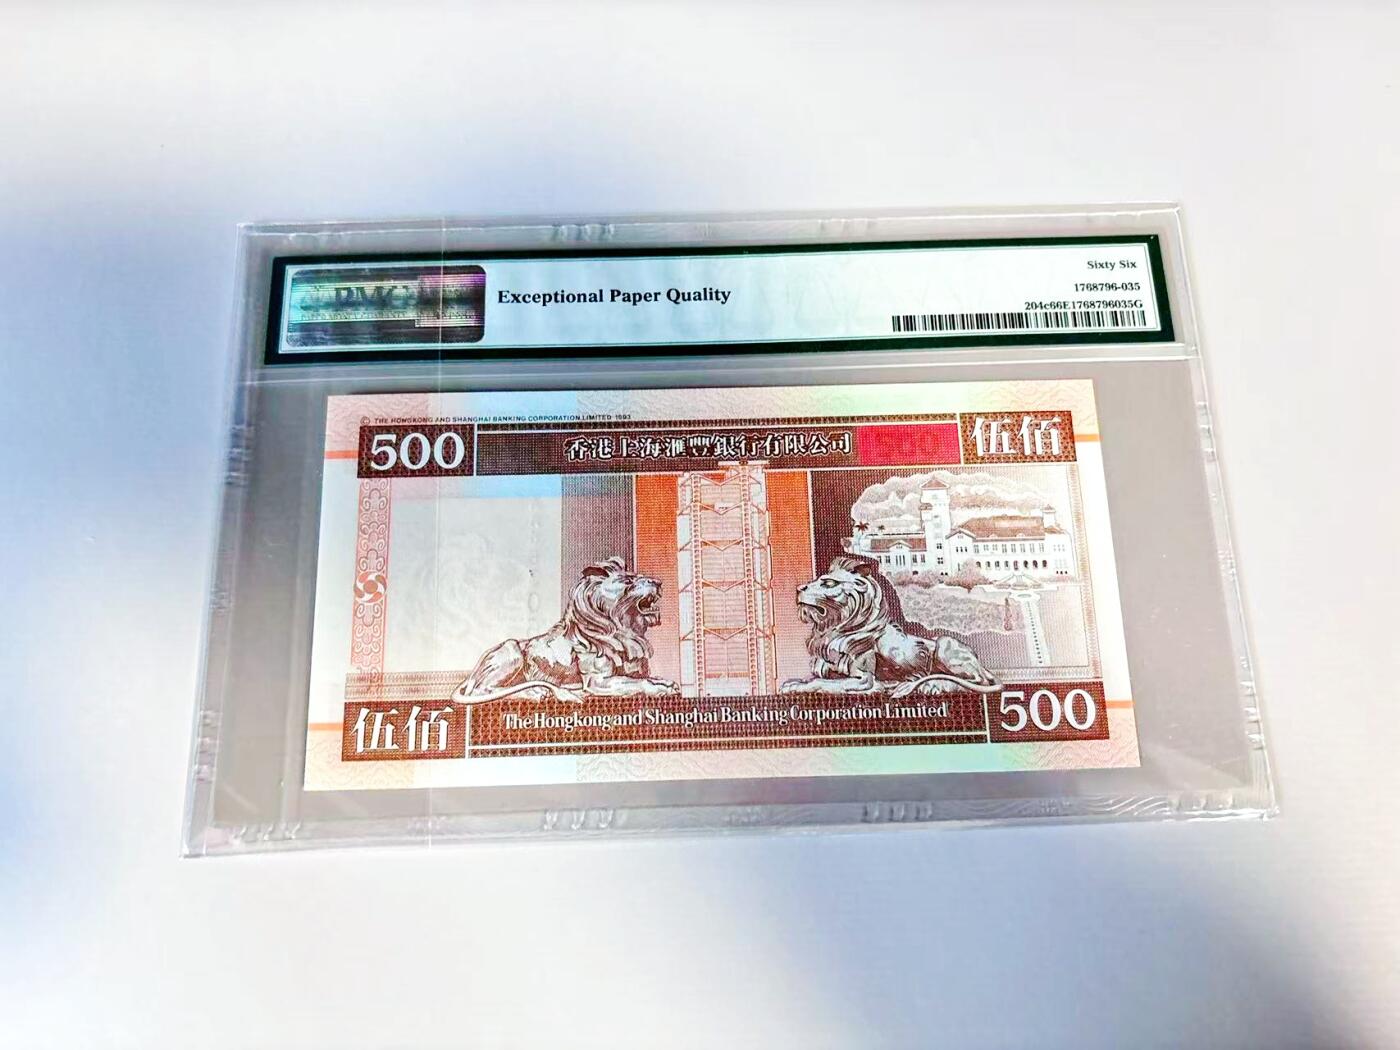 PMG
Exceptional Paper Quality
Sixty Six
1768796-035
204c66E1768796035G
© THE HONGKONG AND SHANGHAI BANKING CORPORATION LIMITED 1993
500
香港上海滙豐銀行有限公司
500
伍佰
伍佰
The Hongkong and Shanghai Banking Corporation Limited
500